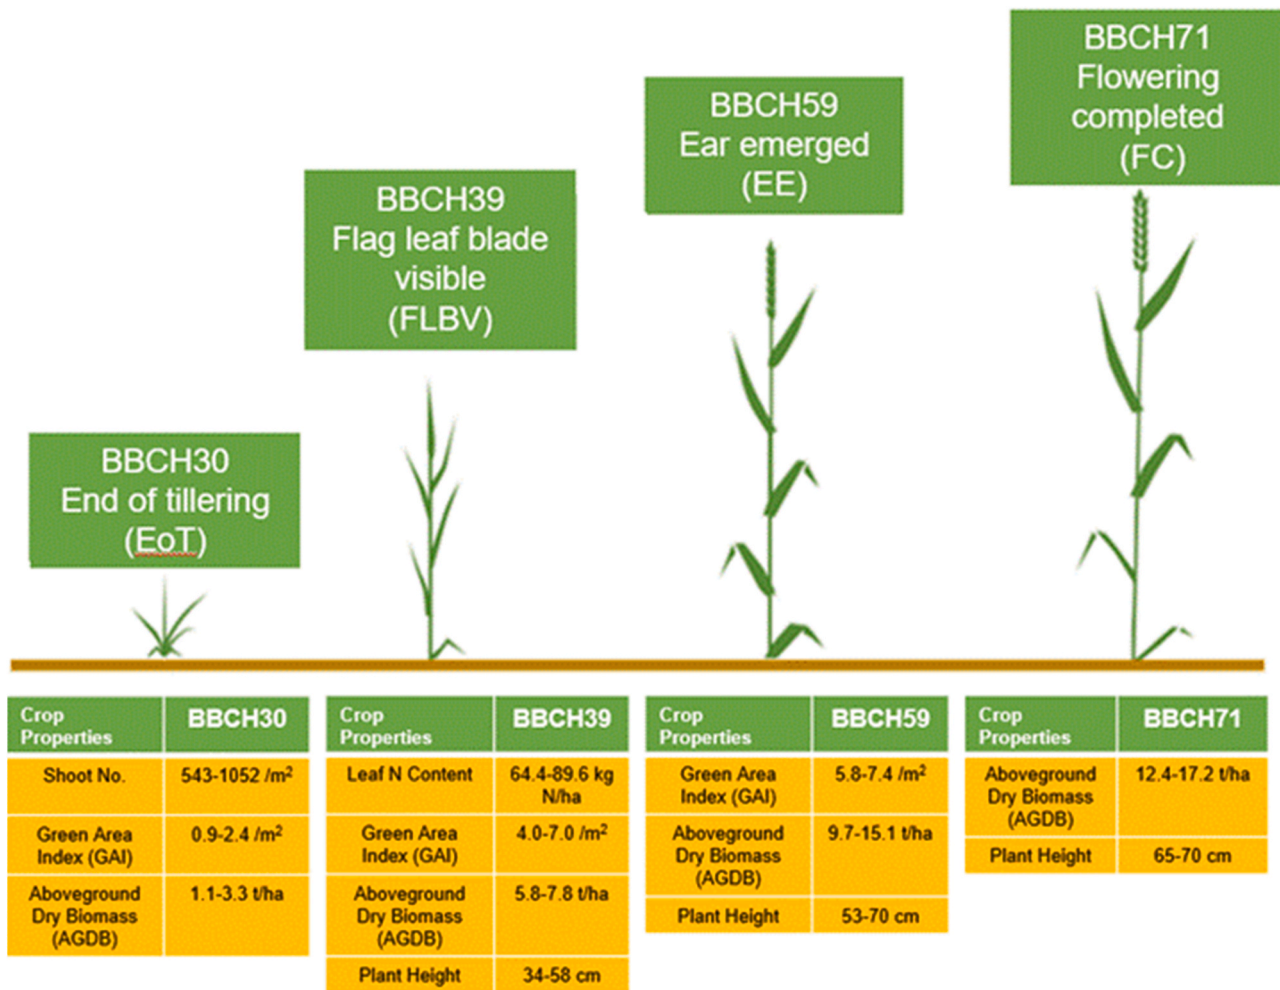 BBCH71
Flowering
completed
(FC)
BBCH59
Ear emerged
(EE)
BBCH39
Flag leaf blade
visible
(FLBV)
BBCH30
End of tillering
(EoT)
Crop
Properties
BBCH30
Shoot No.
543-1052 /m²
Green Area
Index (GAI)
0.9-2.4 /m²
Aboveground
Dry Biomass
(AGDB)
1.1-3.3 t/ha
Crop
Properties
BBCH39
Leaf N Content
64.4-89.6 kg
N/ha
Green Area
Index (GAI)
4.0-7.0 /m²
Aboveground
Dry Biomass
(AGDB)
5.8-7.8 t/ha
Plant Height
34-58 cm
Crop
Properties
BBCH59
Green Area
Index (GAI)
5.8-7.4 /m²
Aboveground
Dry Biomass
(AGDB)
9.7-15.1 t/ha
Plant Height
53-70 cm
Crop
Properties
BBCH71
Aboveground
Dry Biomass
(AGDB)
12.4-17.2 t/ha
Plant Height
65-70 cm